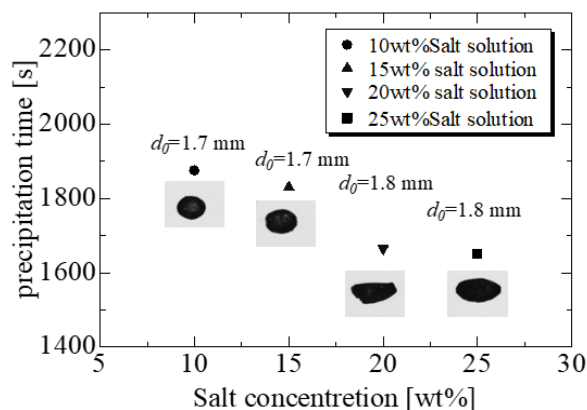 precipitation time [s]
2200
2000
1800
1600
1400
10wt%Salt solution
15wt% salt solution
20wt% salt solution
25wt%Salt solution
d0=1.7 mm
d0=1.7 mm
d0=1.8 mm
d0=1.8 mm
5 10 15 20 25 30
Salt concentretion [wt%]